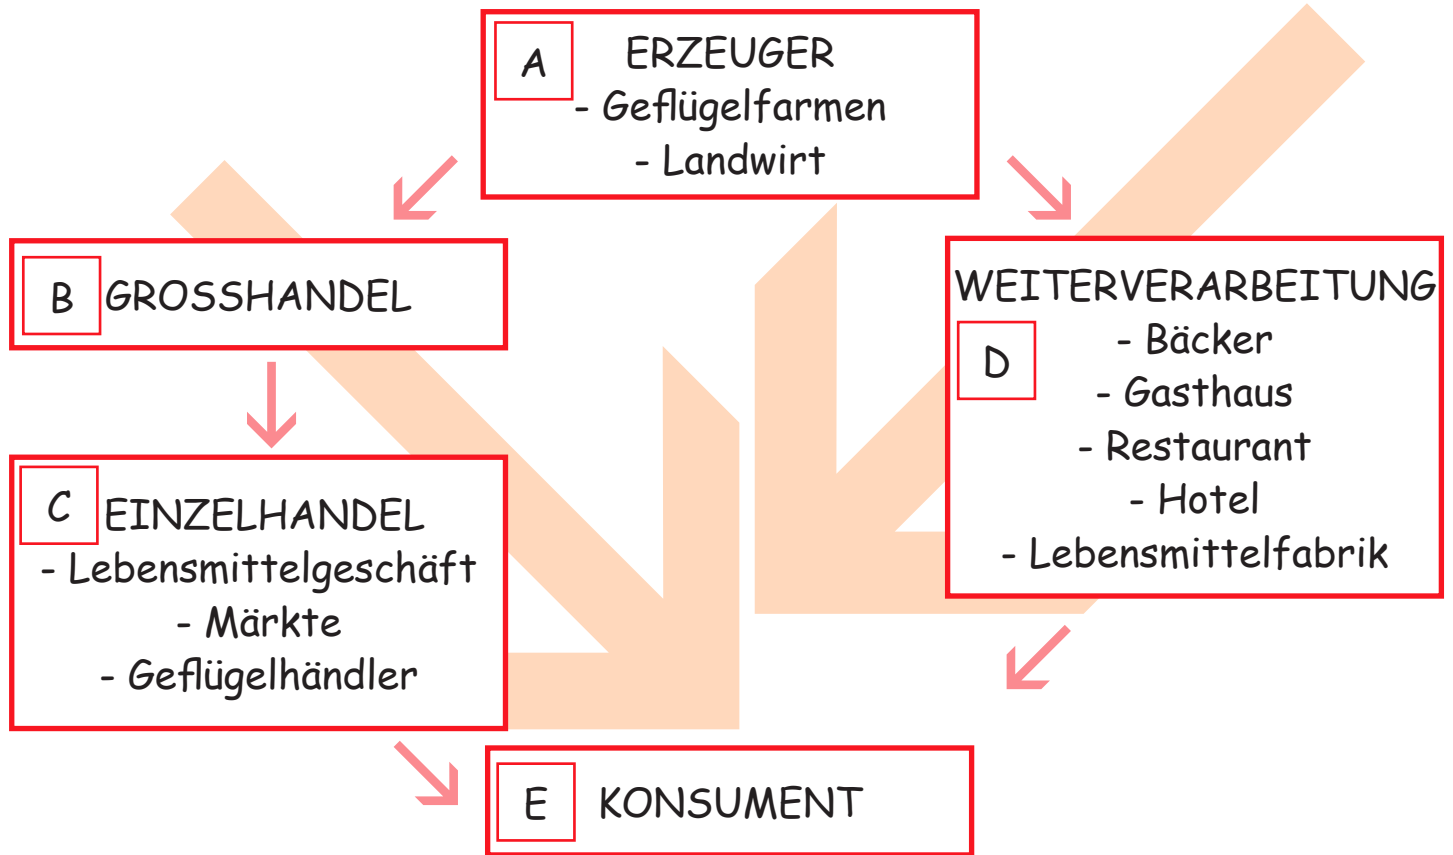 A
ERZEUGER
- Geflügelfarmen
- Landwirt
B
GROSSHANDEL
C
EINZELHANDEL
- Lebensmittelgeschäft
- Märkte
- Geflügelhändler
WEITERVERARBEITUNG
D
- Bäcker
- Gasthaus
- Restaurant
- Hotel
- Lebensmittelfabrik
E
KONSUMENT